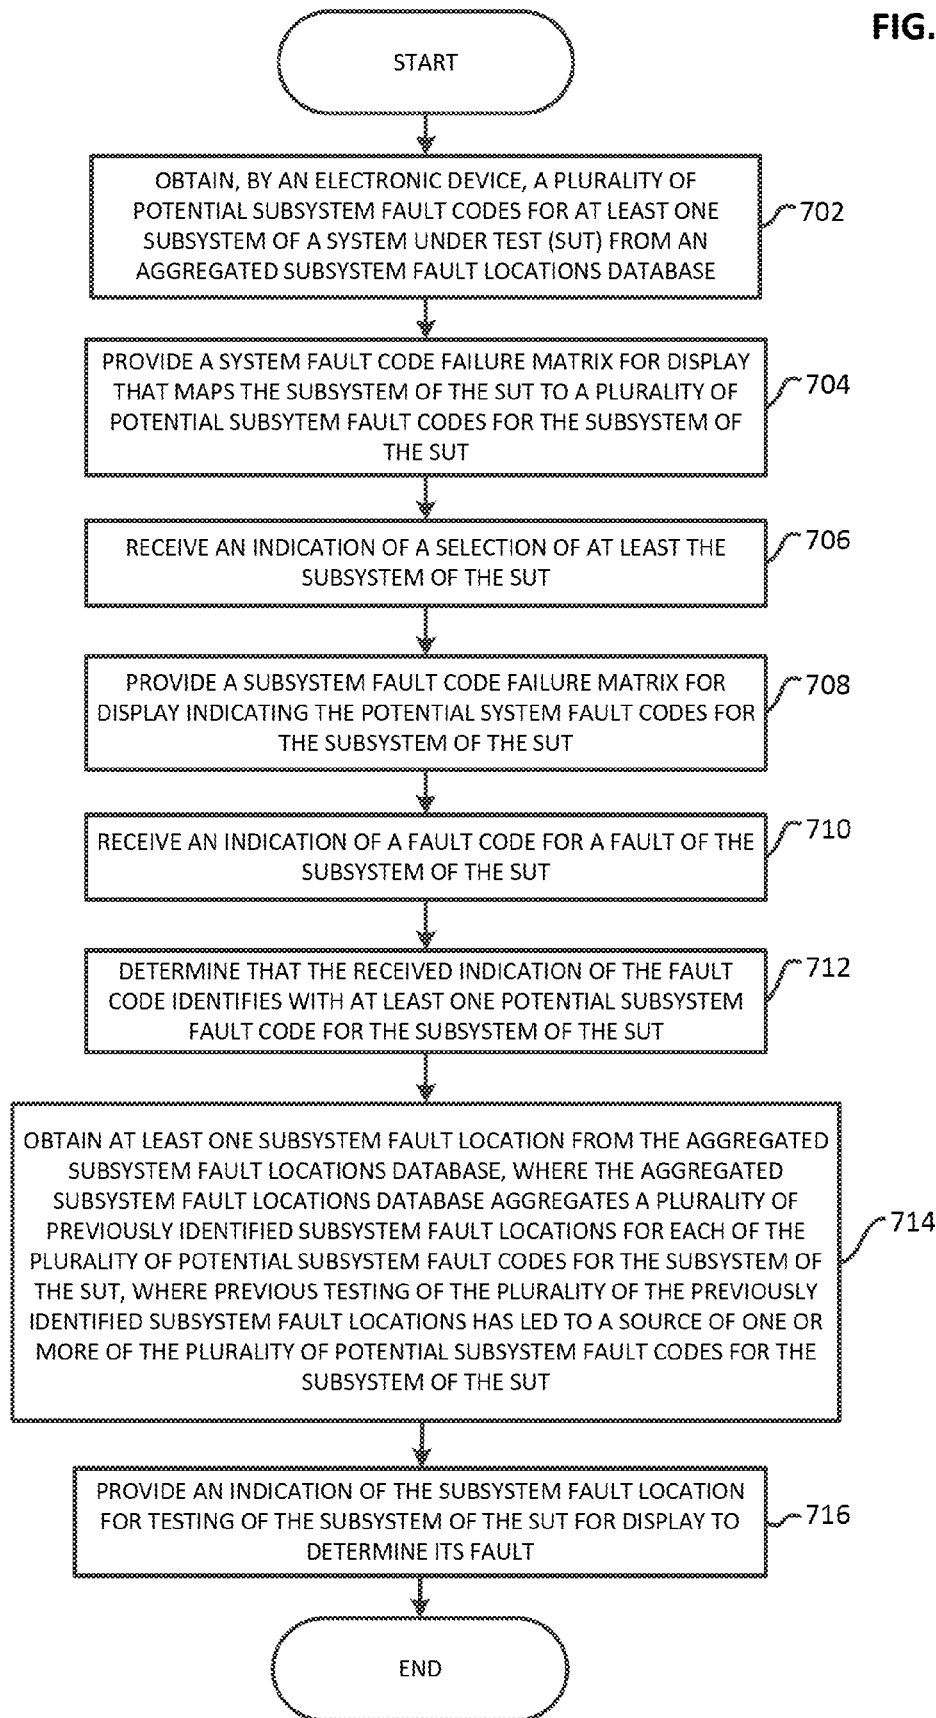 FIG.
START
OBTAIN, BY AN ELECTRONIC DEVICE, A PLURALITY OF
POTENTIAL SUBSYSTEM FAULT CODES FOR AT LEAST ONE
SUBSYSTEM OF A SYSTEM UNDER TEST (SUT) FROM AN
AGGREGATED SUBSYSTEM FAULT LOCATIONS DATABASE
702
PROVIDE A SYSTEM FAULT CODE FAILURE MATRIX FOR DISPLAY
THAT MAPS THE SUBSYSTEM OF THE SUT TO A PLURALITY OF
POTENTIAL SUBSYTEM FAULT CODES FOR THE SUBSYSTEM OF
THE SUT
704
RECEIVE AN INDICATION OF A SELECTION OF AT LEAST THE
SUBSYSTEM OF THE SUT
706
PROVIDE A SUBSYSTEM FAULT CODE FAILURE MATRIX FOR
DISPLAY INDICATING THE POTENTIAL SYSTEM FAULT CODES FOR
THE SUBSYSTEM OF THE SUT
708
RECEIVE AN INDICATION OF A FAULT CODE FOR A FAULT OF THE
SUBSYSTEM OF THE SUT
710
DETERMINE THAT THE RECEIVED INDICATION OF THE FAULT
CODE IDENTIFIES WITH AT LEAST ONE POTENTIAL SUBSYSTEM
FAULT CODE FOR THE SUBSYSTEM OF THE SUT
712
OBTAIN AT LEAST ONE SUBSYSTEM FAULT LOCATION FROM THE AGGREGATED
SUBSYSTEM FAULT LOCATIONS DATABASE, WHERE THE AGGREGATED
SUBSYSTEM FAULT LOCATIONS DATABASE AGGREGATES A PLURALITY OF
PREVIOUSLY IDENTIFIED SUBSYSTEM FAULT LOCATIONS FOR EACH OF THE
PLURALITY OF POTENTIAL SUBSYSTEM FAULT CODES FOR THE SUBSYSTEM OF
THE SUT, WHERE PREVIOUS TESTING OF THE PLURALITY OF THE PREVIOUSLY
IDENTIFIED SUBSYSTEM FAULT LOCATIONS HAS LED TO A SOURCE OF ONE OR
MORE OF THE PLURALITY OF POTENTIAL SUBSYSTEM FAULT CODES FOR THE
SUBSYSTEM OF THE SUT
714
PROVIDE AN INDICATION OF THE SUBSYSTEM FAULT LOCATION
FOR TESTING OF THE SUBSYSTEM OF THE SUT FOR DISPLAY TO
DETERMINE ITS FAULT
716
END